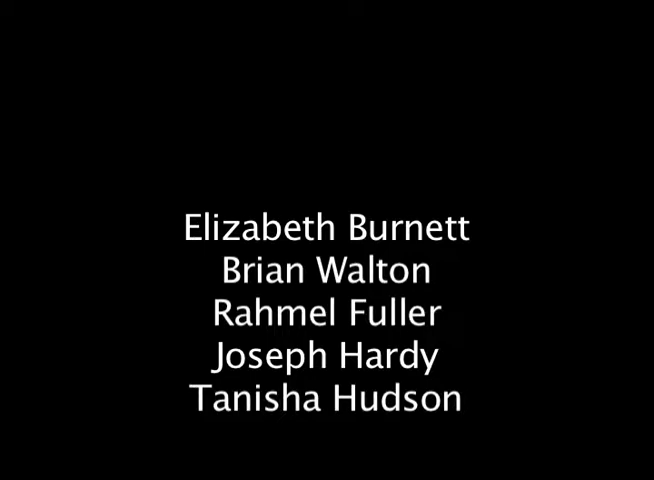 Elizabeth Burnett
Brian Walton
Rahmel Fuller
Joseph Hardy
Tanisha Hudson